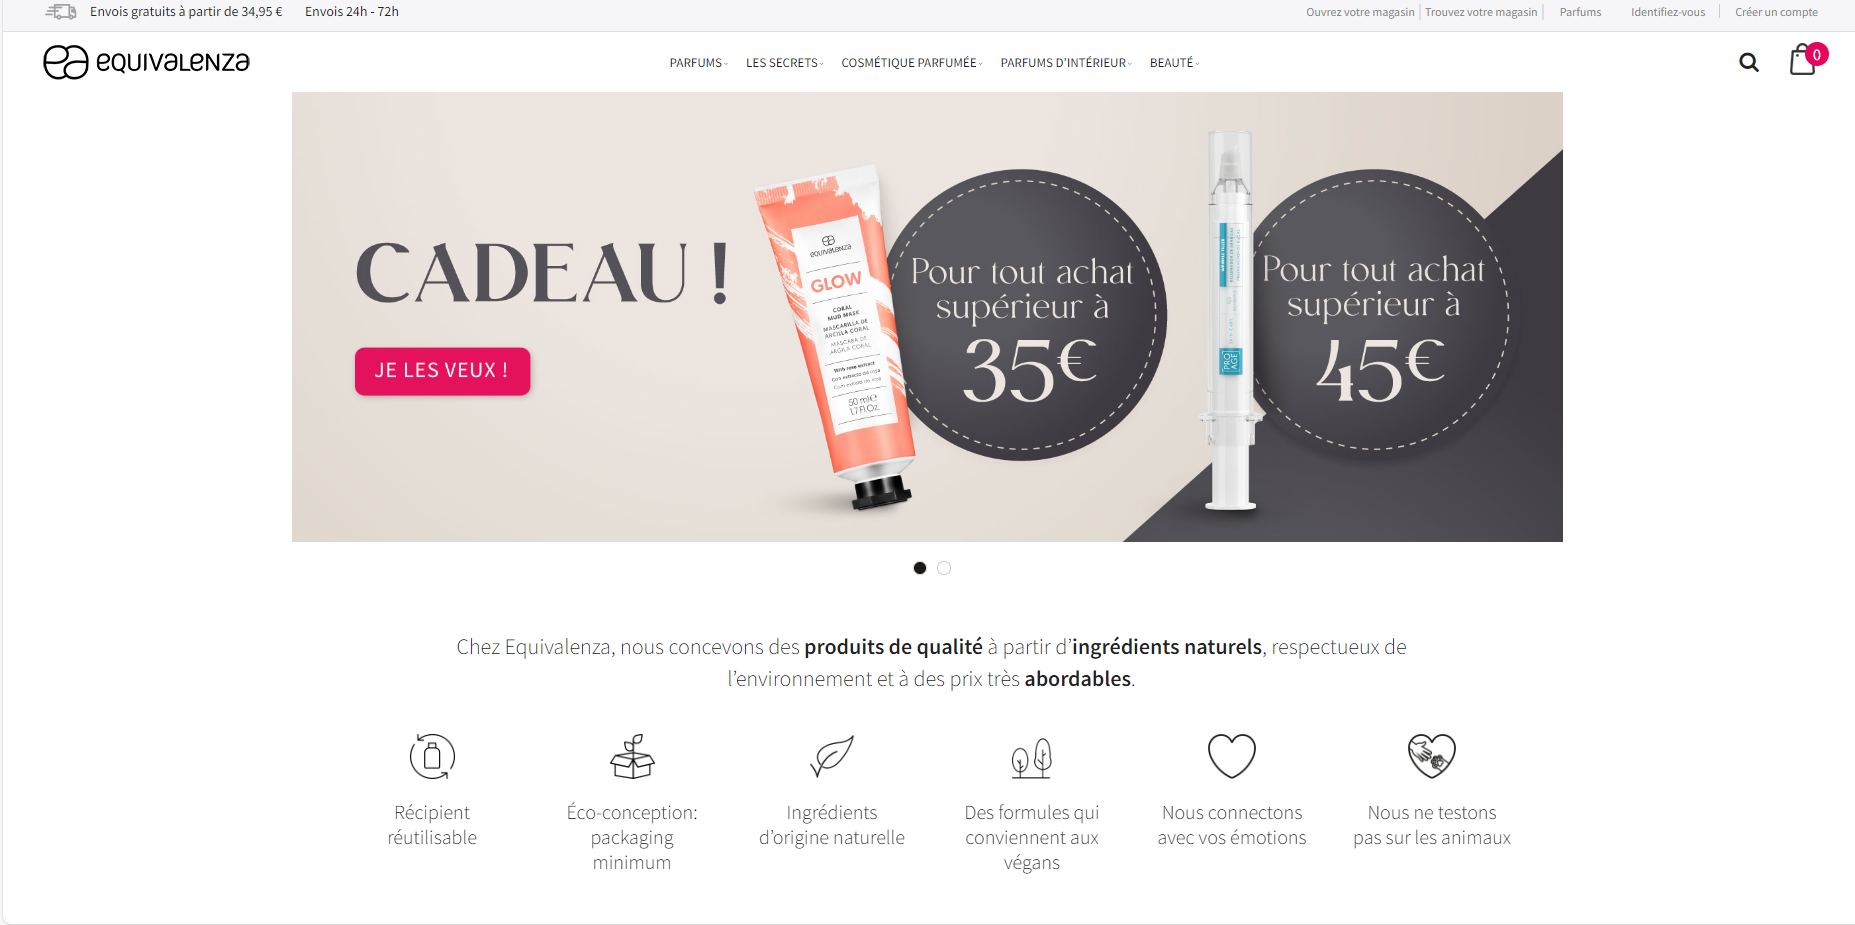 Envois gratuits à partir de 34,95 € Envois 24h - 72h
Ouvrez votre magasin Trouvez votre magasin Parfums Identifiez-vous Créer un compte
equivalenza
PARFUMS LES SECRETS COSMÉTIQUE PARFUMÉE PARFUMS D'INTÉRIEUR BEAUTÉ
0
CADEAU !
JE LES VEUX !
equivalenza
GLOW
CORAL
MUD MASK
MASCARILLA DE
ARCILLA CORAL
MÁSCARA DE
ARGILA CORAL
With rose extract
Con extracto de rosa
Com extrato de rosa
50 ml e
1.7 Fl.Oz.
Pour tout achat
supérieur à
35€
PRO
AGE
Pour tout achat
supérieur à
45€
Chez Equivalenza, nous concevons des produits de qualité à partir d’ingrédients naturels, respectueux de
l’environnement et à des prix très abordables.
Récipient
réutilisable
Éco-conception:
packaging
minimum
Ingrédients
d’origine naturelle
Des formules qui
conviennent aux
végans
Nous connectons
avec vos émotions
Nous ne testons
pas sur les animaux